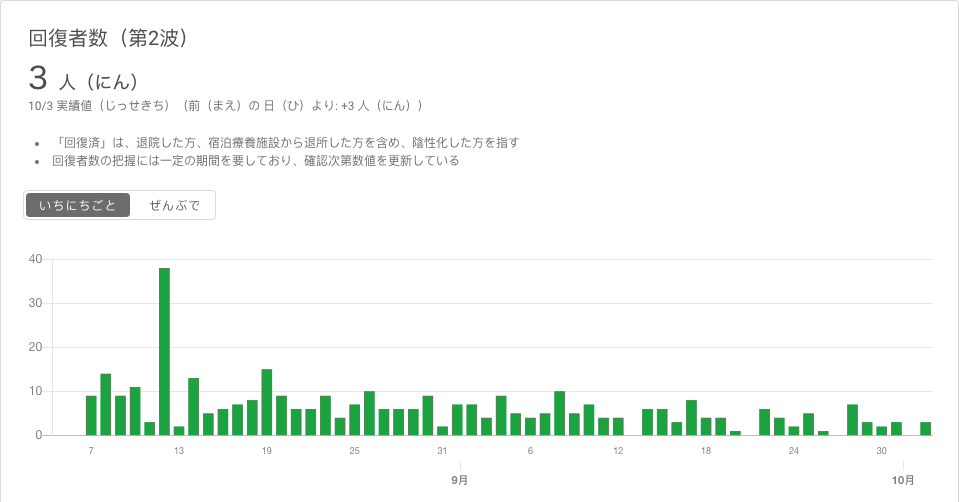 回復者数（第2波）
3 人（にん）
10/3 実績値（じっせきち）（前（まえ）の 日（ひ）より: +3 人（にん））
• 「回復済」は、退院した方、宿泊療養施設から退所した方を含め、陰性化した方を指す
• 回復者数の把握には一定の期間を要しており、確認次第数値を更新している
いちにちごと ぜんぶで
40
30
20
10
0
7 13 19 25 31 6 12 18 24 30
9月 10月